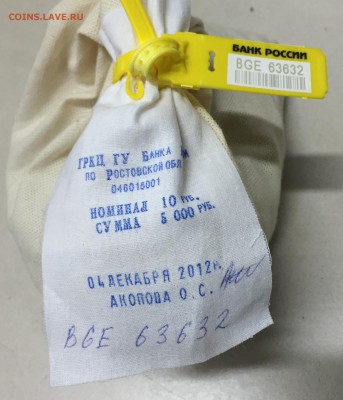 COINS.LAVE.RU
БАНК РОССИИ
BGE 63632
ГРКЦ ГУ БАНКА
ПО РОСТОВСКОЙ ОБЛ
046015001
НОМИНАЛ 10 РУБ.
СУММА 5 000 РУБ.
04 ДЕКАБРЯ 2012г.
АКОПОВА О.С.
BGE 63632